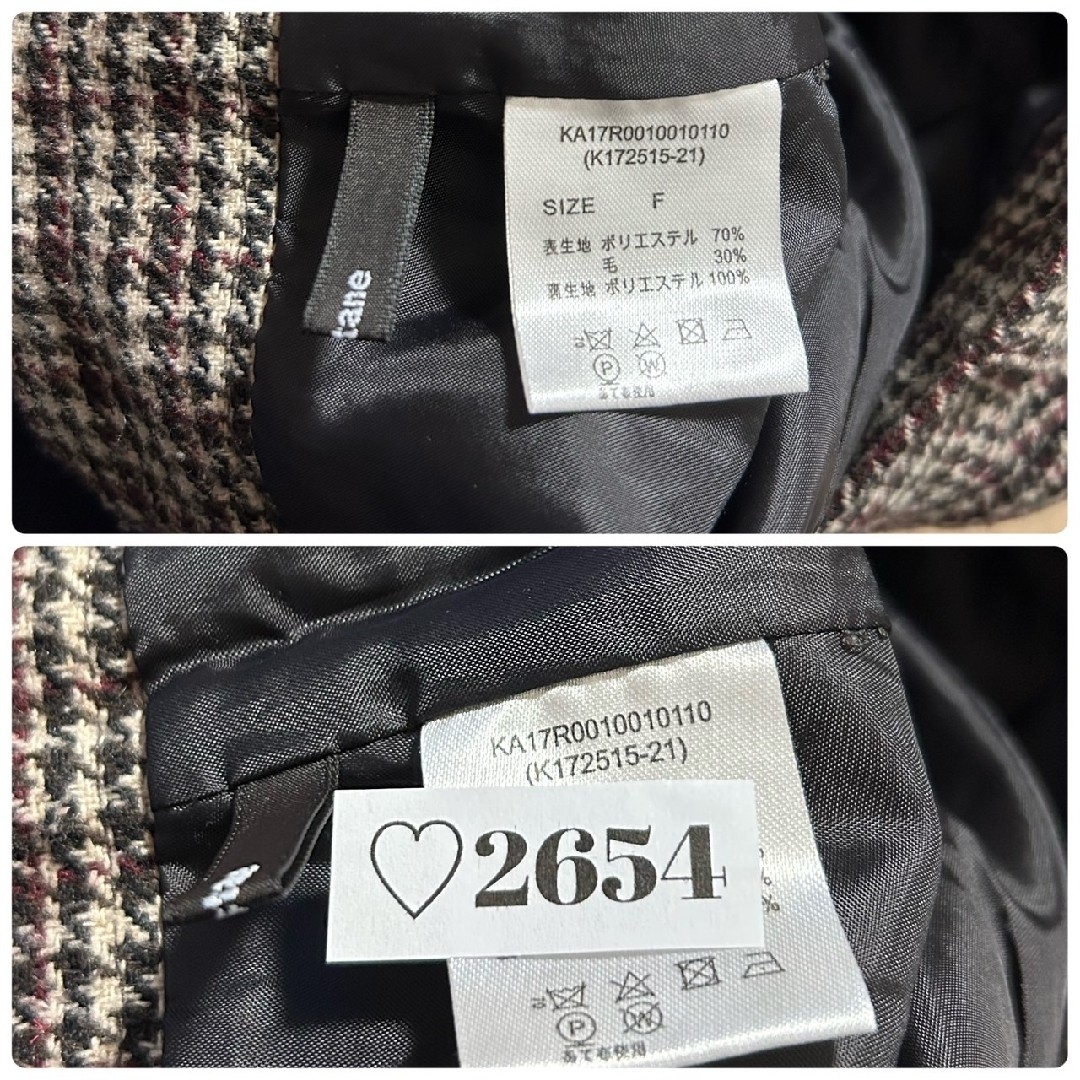 KA17R0010010110
(K172515-21)
SIZE F
表生地 ポリエステル 70%
毛 30%
裏生地 ポリエステル 100%
P W
あて布使用
tane
KA17R0010010110
(K172515-21)
♡2654
%
%
P W
あて布使用